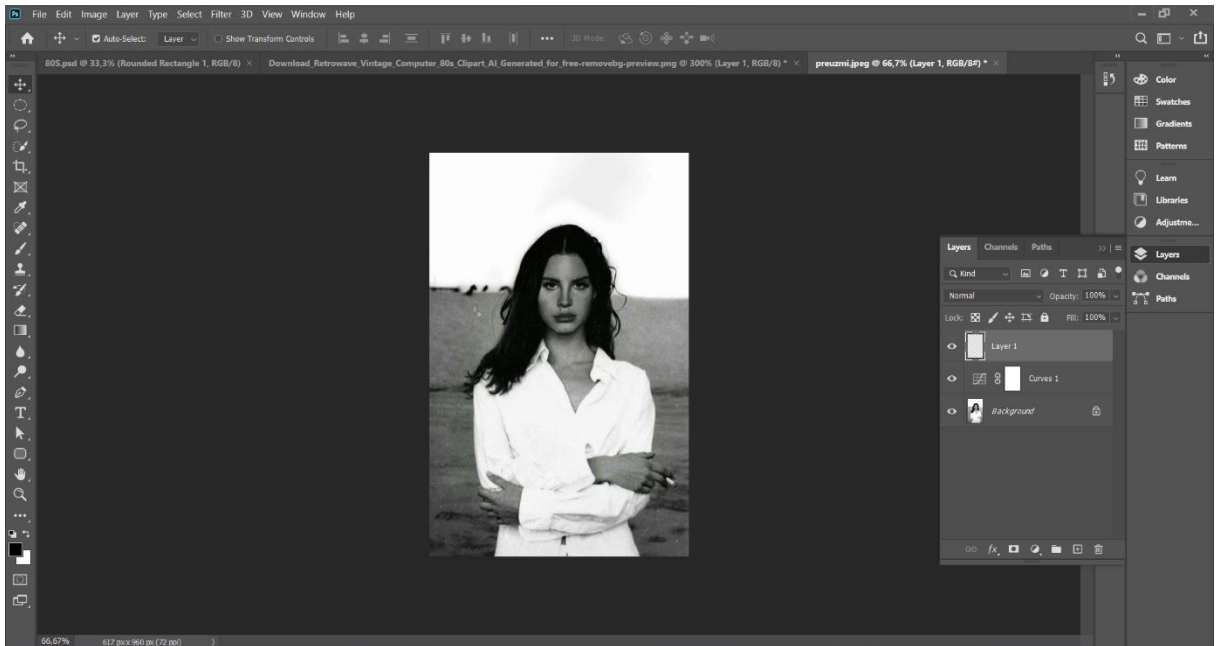 Ps File Edit Image Layer Type Select Filter 3D View Window Help
Auto-Select: Layer Show Transform Controls 3D Mode:
80S.psd @ 33,3% (Rounded Rectangle 1, RGB/8) × Download_Retrowave_Vintage_Computer_80s_Clipart_AI_Generated_for_free-removebg-preview.png @ 300% (Layer 1, RGB/8) * × preuzmi.jpeg @ 66,7% (Layer 1, RGB/8#) * ×
Color
Swatches
Gradients
Patterns
Learn
Libraries
Adjustme...
Layers
Channels
Paths
Layers Channels Paths
Kind
Normal Opacity: 100%
Lock: Fill: 100%
Layer 1
Curves 1
Background
fx
66,67% 617 px x 960 px (72 ppi)